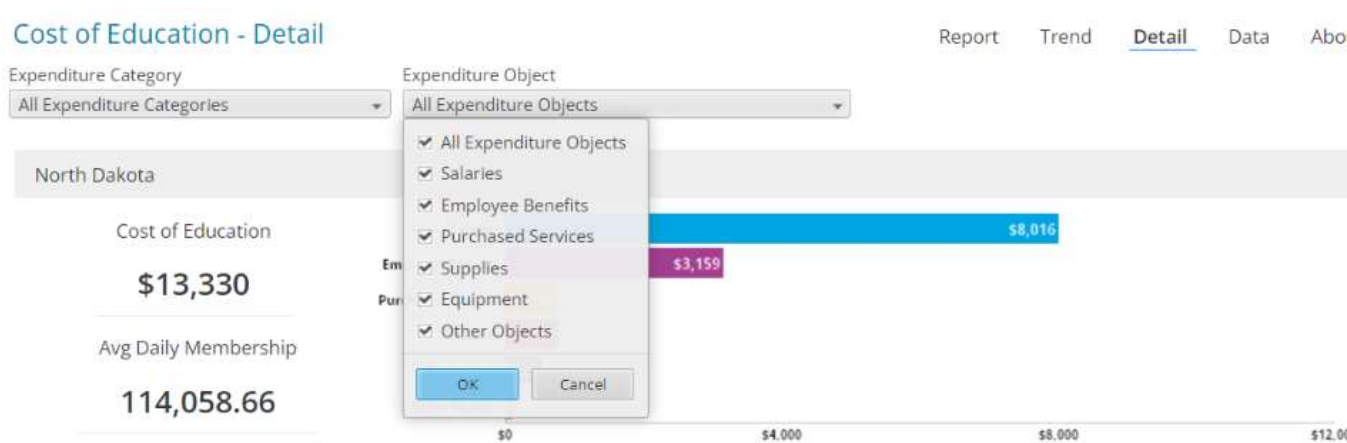 Cost of Education - Detail
Report Trend Detail Data Abo
Expenditure Category Expenditure Object
All Expenditure Categories All Expenditure Objects
All Expenditure Objects
North Dakota
Salaries
Employee Benefits
Cost of Education
Purchased Services
$8,016
Em
$3,159
Supplies
$13,330
Pur
Equipment
Other Objects
Avg Daily Membership
OK Cancel
114,058.66
$0 $4,000 $8,000 $12,00